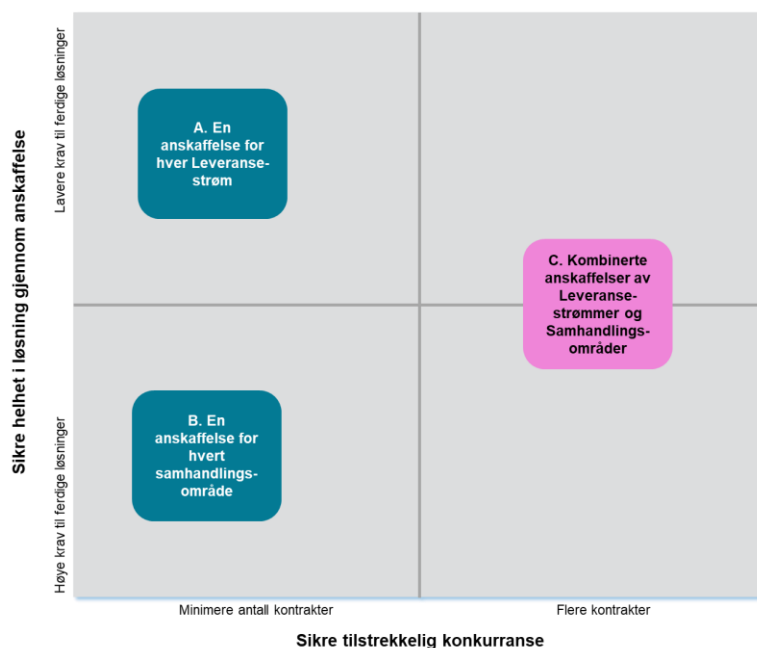 Sikre helhet i løsning gjennom anskaffelse
Lavere krav til ferdige løsninger
Høye krav til ferdige løsninger
A. En
anskaffelse for
hver Leveranse-
strøm
C. Kombinerte
anskaffelser av
Leveranse-
strømmer og
Samhandlings-
områder
B. En
anskaffelse for
hvert
samhandlings-
område
Minimere antall kontrakter
Flere kontrakter
Sikre tilstrekkelig konkurranse